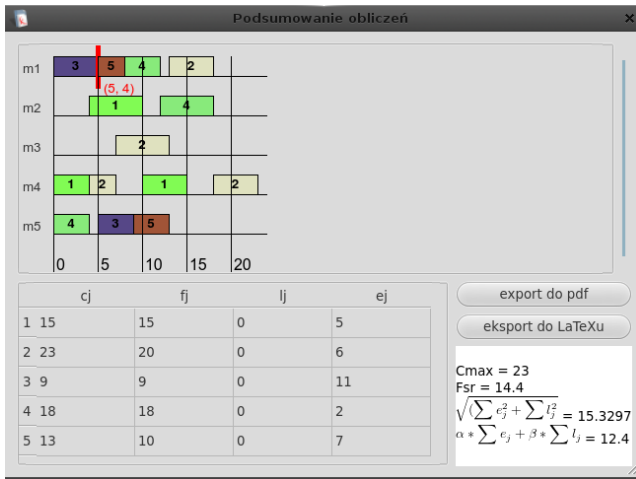 Podsumowanie obliczeń
m1 3 5 4 2
(5, 4)
m2 1 4
m3 2
m4 1 2 1 2
m5 4 3 5
0 5 10 15 20
cj fj lj ej
1 15 15 0 5
2 23 20 0 6
3 9 9 0 11
4 18 18 0 2
5 13 10 0 7
export do pdf
eksport do LaTeXu
Cmax = 23
Fsr = 14.4
√(∑ e_j^2 + ∑ l_j^2 = 15.3297
α * ∑ e_j + β * ∑ l_j = 12.4